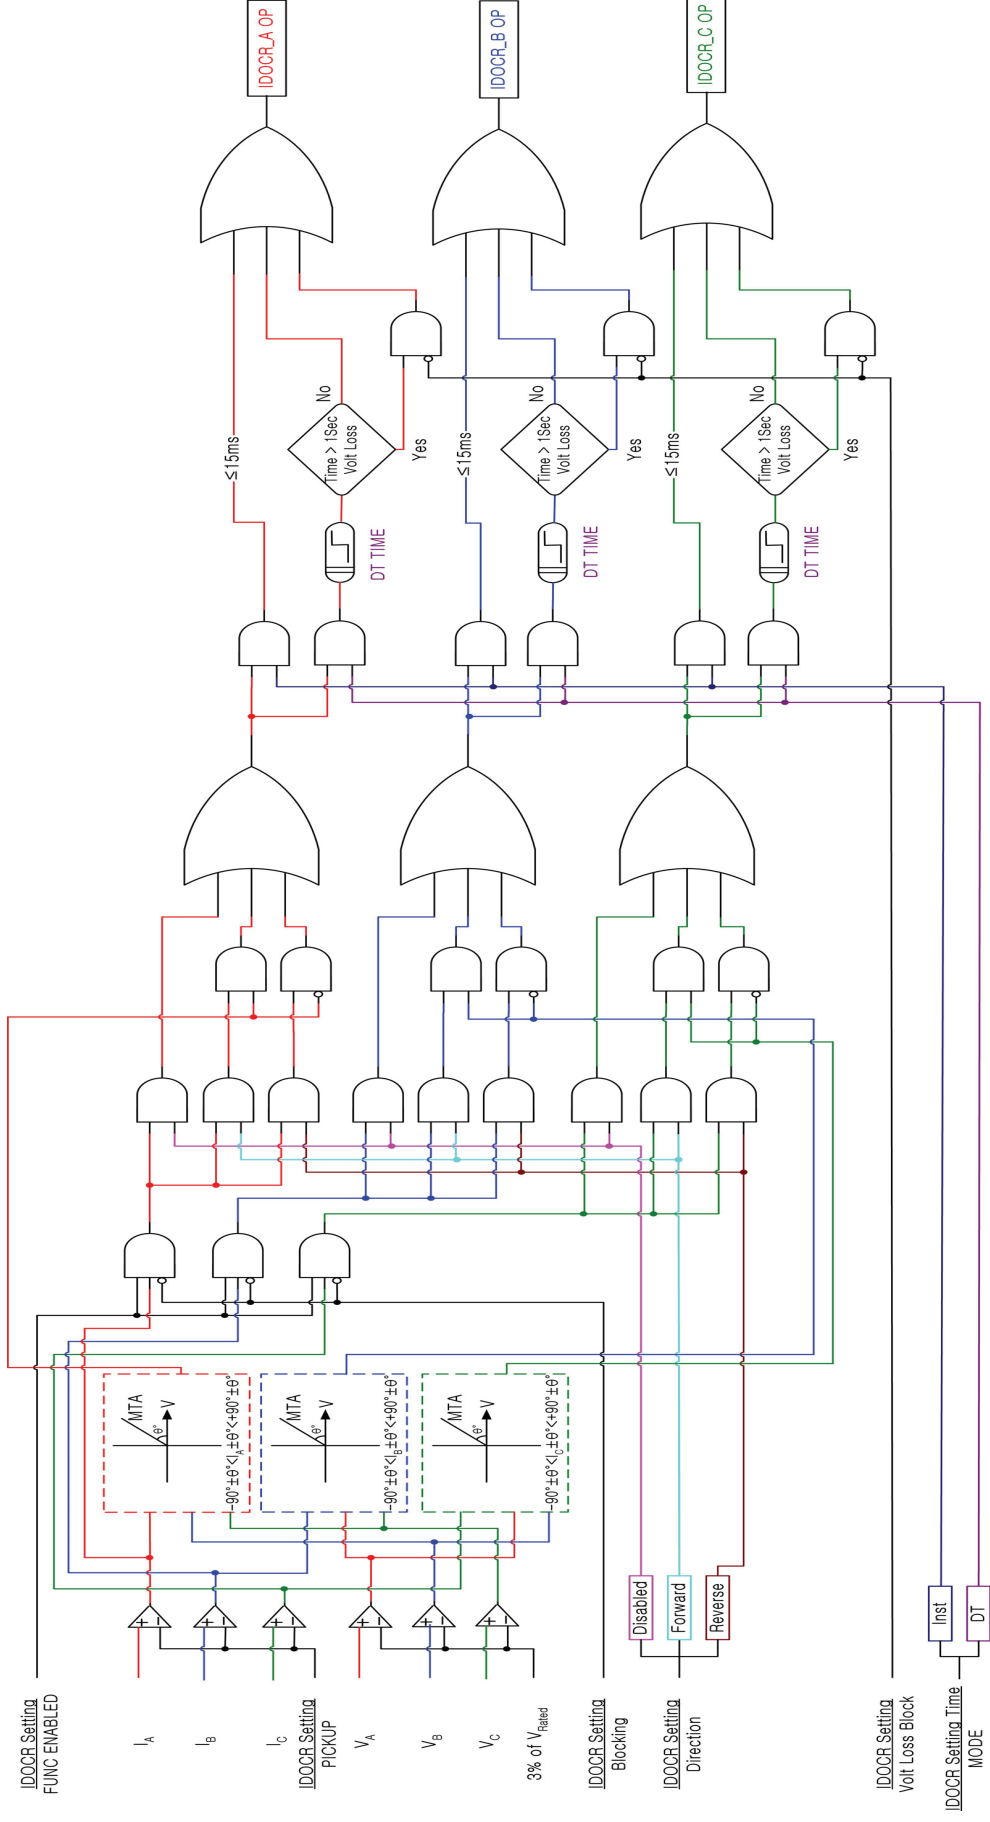 IDOCR Setting
FUNC ENABLED
IA
IB
IC
IDOCR Setting
PICKUP
VA
VB
VC
3% of VRated
IDOCR Setting
Blocking
IDOCR Setting
Direction
IDOCR Setting
Volt Loss Block
IDOCR Setting Time
MODE
+
−
+
−
+
−
+
−
+
−
+
−
Disabled
Forward
Reverse
Inst
DT
MTA
θ°
V
-90°±θ°<IA±θ°<+90°±θ°
MTA
θ°
V
-90°±θ°<IB±θ°<+90°±θ°
MTA
θ°
V
-90°±θ°<IC±θ°<+90°±θ°
≤15ms
DT TIME
Time > 1Sec
Volt Loss
No
Yes
IDOCR_A OP
≤15ms
DT TIME
Time > 1Sec
Volt Loss
No
Yes
IDOCR_B OP
≤15ms
DT TIME
Time > 1Sec
Volt Loss
No
Yes
IDOCR_C OP